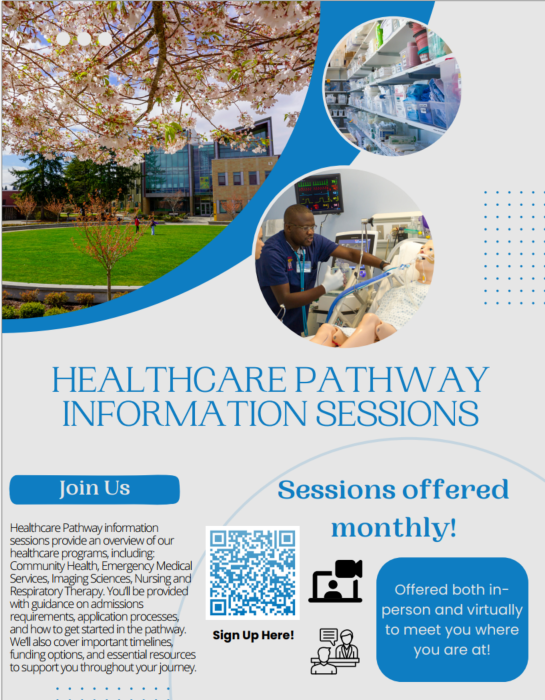 HEALTHCARE PATHWAY
INFORMATION SESSIONS
Join Us
Healthcare Pathway information
sessions provide an overview of our
healthcare programs, including:
Community Health, Emergency Medical
Services, Imaging Sciences, Nursing and
Respiratory Therapy. You'll be provided
with guidance on admissions
requirements, application processes,
and how to get started in the pathway.
We'll also cover important timelines,
funding options, and essential resources
to support you throughout your journey.
Sessions offered
monthly!
Sign Up Here!
Offered both in-
person and virtually
to meet you where
you are at!